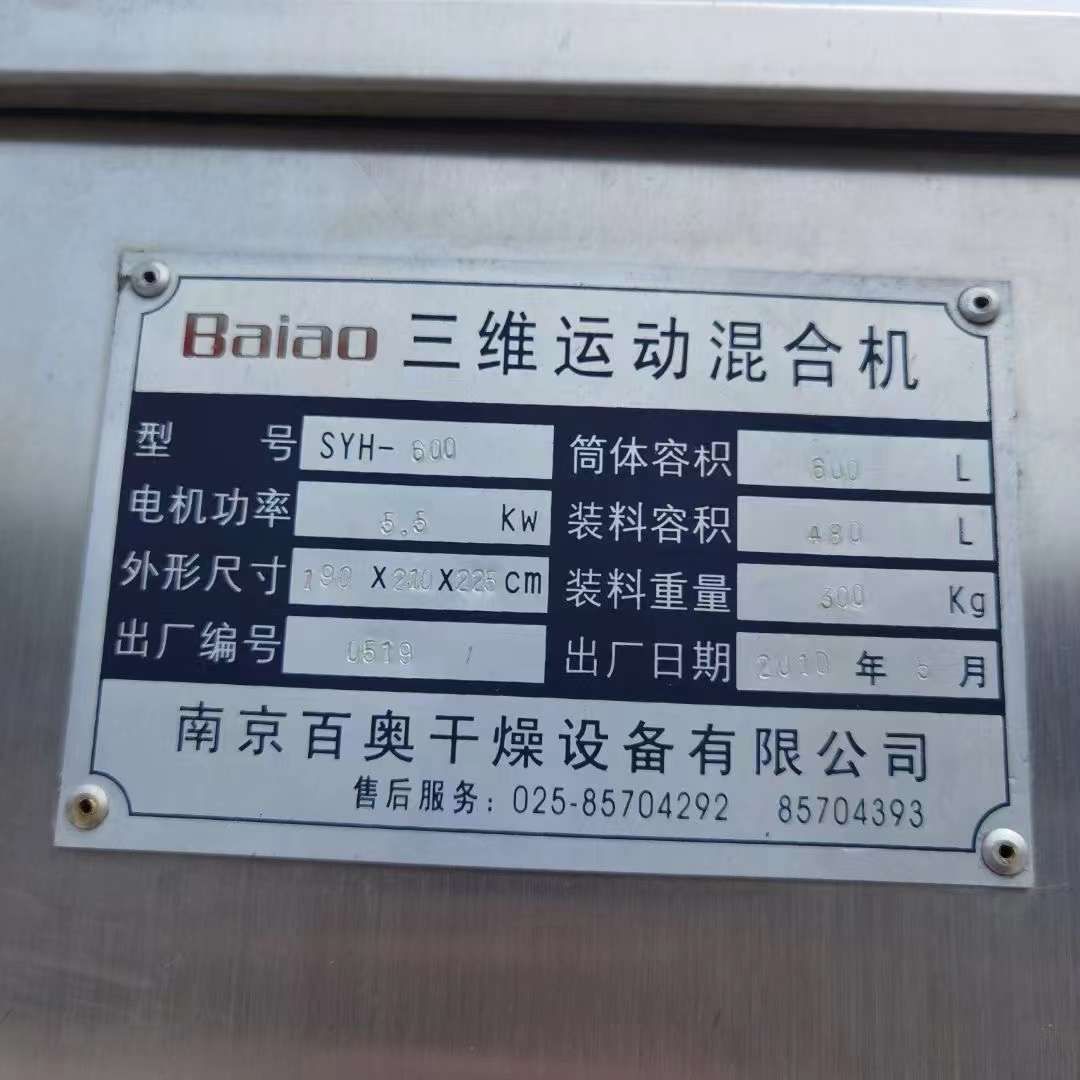 Baiao 三维运动混合机
型号 SYH-600 筒体容积 600 L
电机功率 5.5 KW 装料容积 480 L
外形尺寸 190 X 210 X 225 cm 装料重量 300 Kg
出厂编号 0519 / 出厂日期 2010 年 5 月
南京百奥干燥设备有限公司
售后服务：025-85704292 85704393